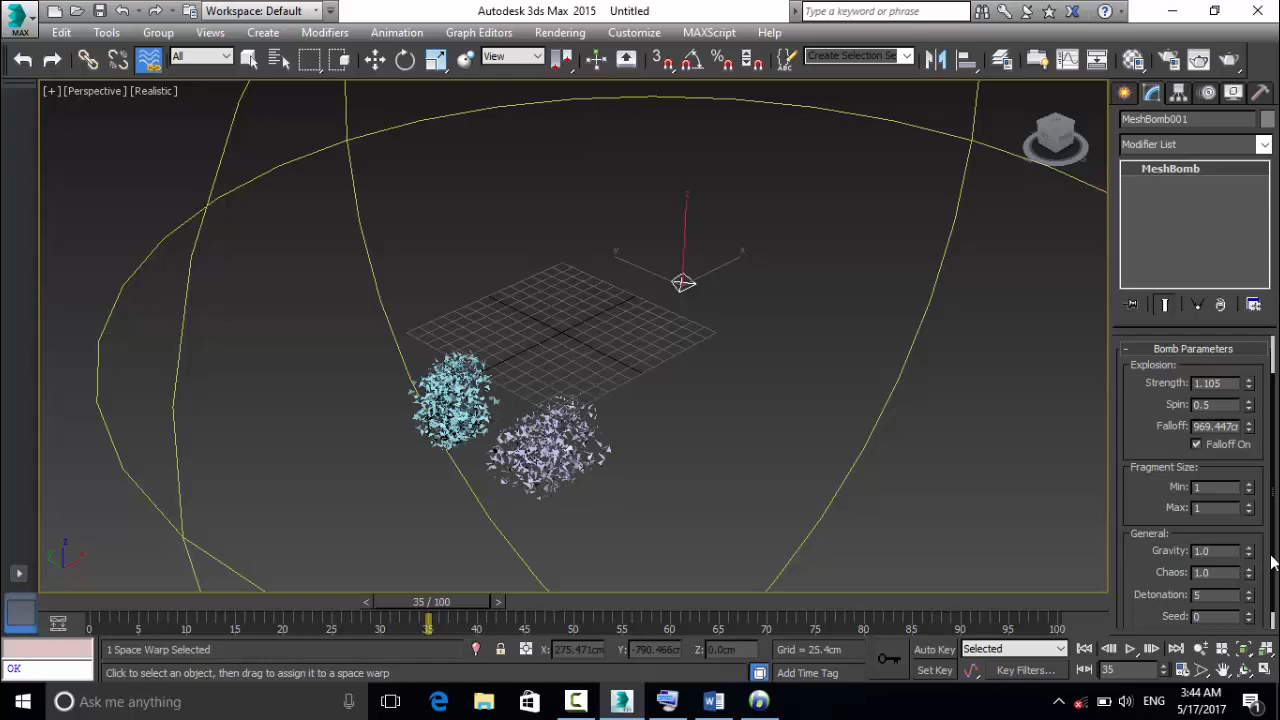 MAX
Workspace: Default
Autodesk 3ds Max 2015 Untitled
Type a keyword or phrase
Edit Tools Group Views Create Modifiers Animation Graph Editors Rendering Customize MAXScript Help
All
View
3
Create Selection Se
[+] [Perspective] [Realistic]
MeshBomb001
Modifier List
MeshBomb
z
x
- Bomb Parameters
Explosion:
Strength: 1.105
Spin: 0.5
Falloff: 969.447c
Falloff On
Fragment Size:
Min: 1
Max: 1
General:
Gravity: 1.0
Chaos: 1.0
Detonation: 5
Seed: 0
z
x
< 35 / 100 >
0 5 10 15 20 25 30 35 40 45 50 55 60 65 70 75 80 85 90 95 100
1 Space Warp Selected
X: 275.471cm Y: -790.466cm Z: 0.0cm Grid = 25.4cm
Auto Key Selected
OK
Click to select an object, then drag to assign it to a space warp
Add Time Tag
Set Key Key Filters...
35
Ask me anything
ENG
3:44 AM
5/17/2017
1